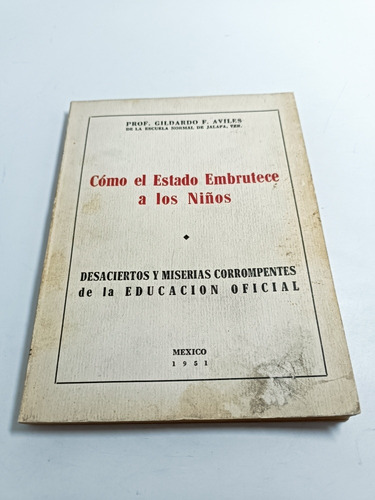 PROF. GILDARDO F. AVILES
DE LA ESCUELA NORMAL DE JALAPA, VER.
Cómo el Estado Embrutece
a los Niños
DESACIERTOS Y MISERIAS CORROMPENTES
de la EDUCACION OFICIAL
MEXICO
1951